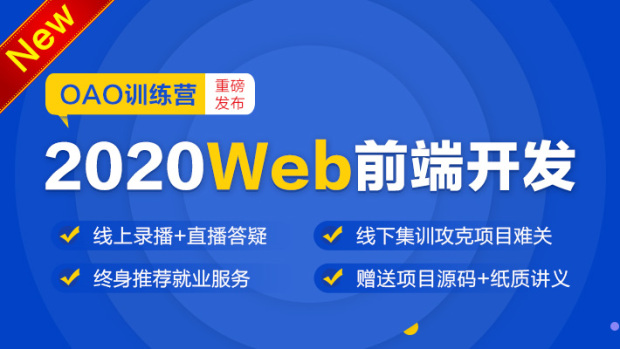 New
OAO训练营
重磅
发布
2020Web前端开发
线上录播+直播答疑
线下集训攻克项目难关
终身推荐就业服务
赠送项目源码+纸质讲义